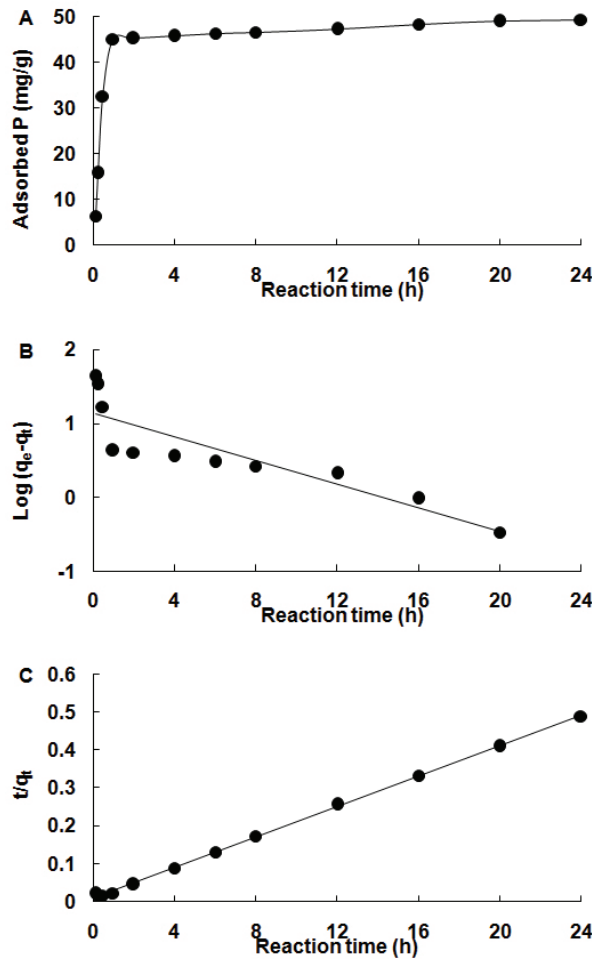 A
Adsorbed P (mg/g)
50
40
30
20
10
0
0 4 8 12 16 20 24
Reaction time (h)
B
Log (qₑ-qₜ)
2
1
0
-1
0 4 8 12 16 20 24
Reaction time (h)
C
t/qₜ
0.6
0.5
0.4
0.3
0.2
0.1
0
0 4 8 12 16 20 24
Reaction time (h)